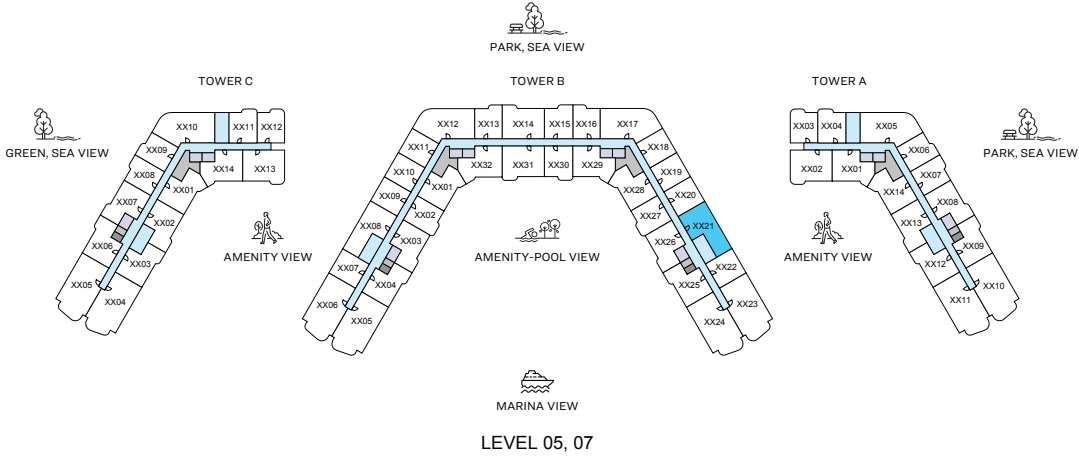 PARK, SEA VIEW
TOWER C
TOWER B
TOWER A
GREEN, SEA VIEW
PARK, SEA VIEW
XX10
XX11
XX12
XX09
XX08
XX01
XX14
XX13
XX07
XX02
XX06
XX03
XX05
XX04
AMENITY VIEW
XX12
XX13
XX14
XX15
XX16
XX17
XX11
XX32
XX31
XX30
XX29
XX18
XX10
XX01
XX28
XX19
XX09
XX02
XX27
XX20
XX08
XX03
XX26
XX21
XX07
XX04
XX25
XX22
XX06
XX05
XX24
XX23
AMENITY-POOL VIEW
XX03
XX04
XX05
XX02
XX01
XX06
XX14
XX07
XX13
XX08
XX12
XX09
XX11
XX10
AMENITY VIEW
MARINA VIEW
LEVEL 05, 07